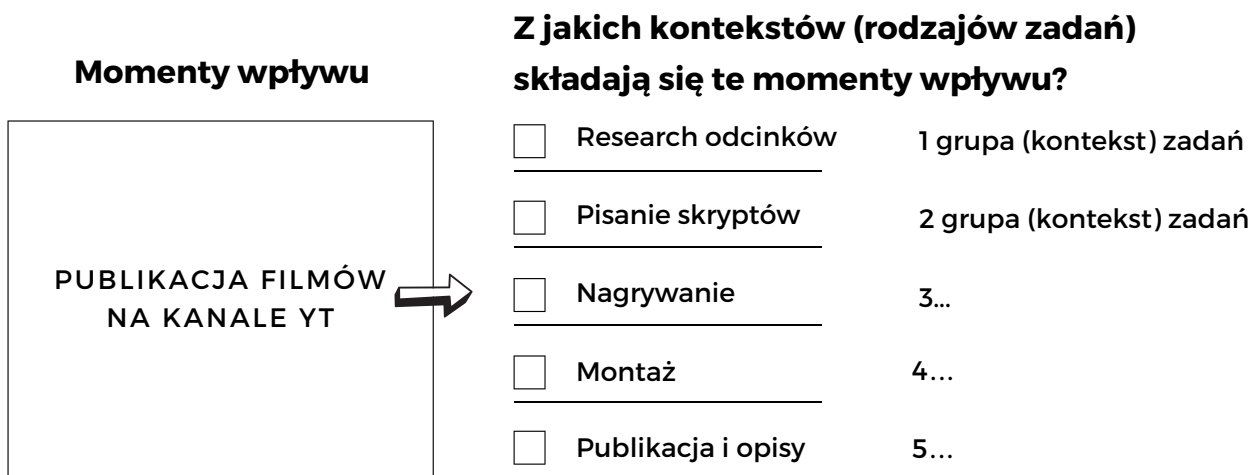 Momenty wpływu
Z jakich kontekstów (rodzajów zadań)
składają się te momenty wpływu?
PUBLIKACJA FILMÓW
NA KANALE YT
Research odcinków 1 grupa (kontekst) zadań
Pisanie skryptów 2 grupa (kontekst) zadań
Nagrywanie 3...
Montaż 4...
Publikacja i opisy 5...